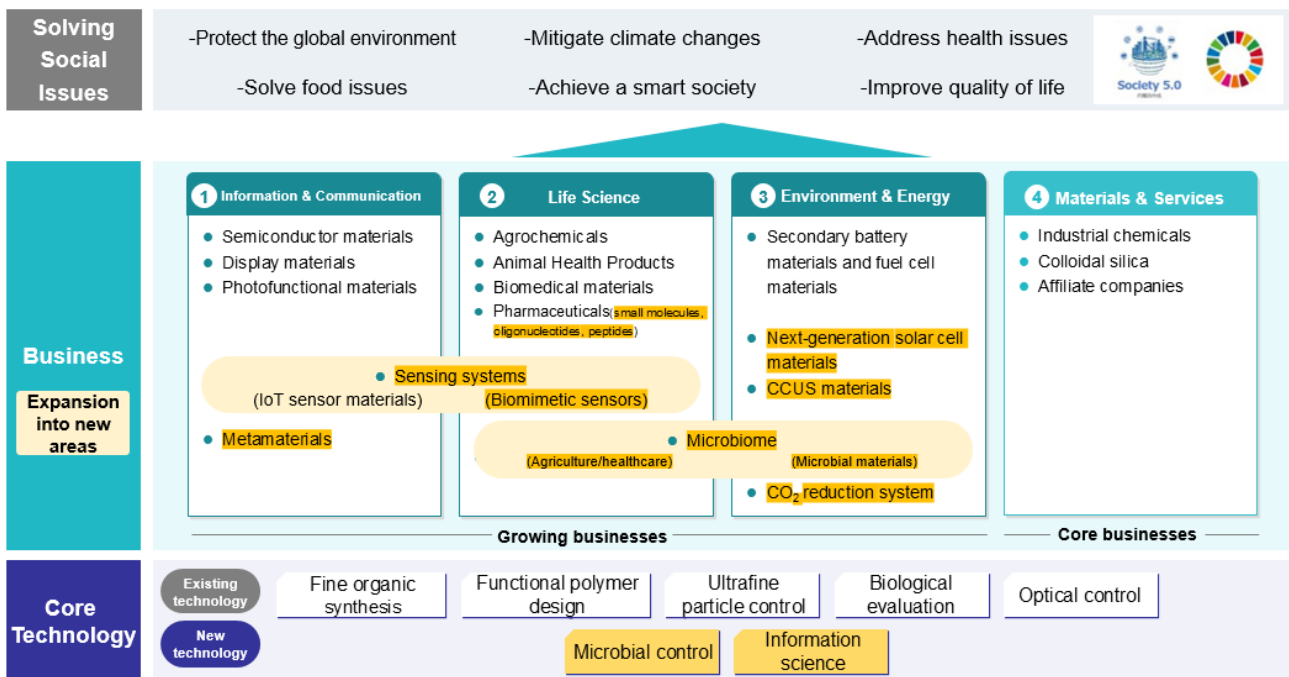 Solving
Social
Issues
-Protect the global environment
-Mitigate climate changes
-Address health issues
-Solve food issues
-Achieve a smart society
-Improve quality of life
Society 5.0
Business
Expansion
into new
areas
1 Information & Communication
• Semiconductor materials
• Display materials
• Photofunctional materials
2 Life Science
• Agrochemicals
• Animal Health Products
• Biomedical materials
• Pharmaceuticals(small molecules,
oligonucleotides, peptides)
3 Environment & Energy
• Secondary battery
materials and fuel cell
materials
• Next-generation solar cell
materials
• CCUS materials
4 Materials & Services
• Industrial chemicals
• Colloidal silica
• Affiliate companies
• Sensing systems
(IoT sensor materials)
(Biomimetic sensors)
• Metamaterials
• Microbiome
(Agriculture/healthcare)
(Microbial materials)
• CO₂ reduction system
Growing businesses
Core businesses
Core
Technology
Existing
technology
Fine organic
synthesis
Functional polymer
design
Ultrafine
particle control
Biological
evaluation
Optical control
New
technology
Microbial control
Information
science